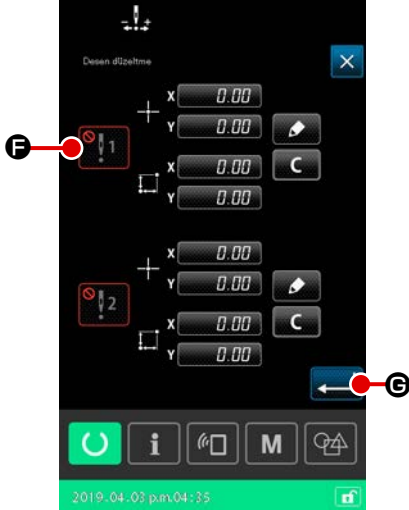 Desen düzeltme
X 0.00
Y 0.00
F
1
X 0.00
C
Y 0.00
X 0.00
Y 0.00
2
X 0.00
C
Y 0.00
G
i
M
2019.04.03 p.m.04:35